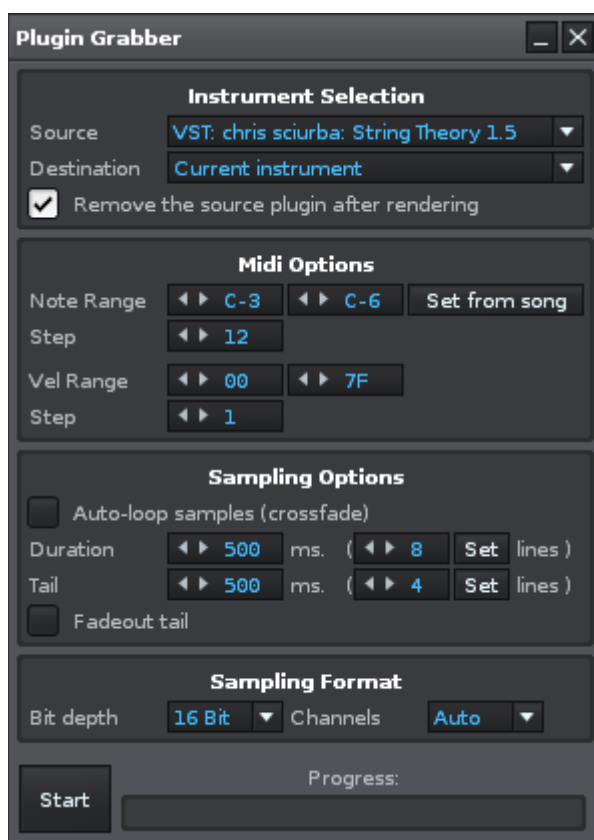 Plugin Grabber
Instrument Selection
Source VST: chris sciurba: String Theory 1.5
Destination Current instrument
Remove the source plugin after rendering
Midi Options
Note Range C-3 C-6 Set from song
Step 12
Vel Range 00 7F
Step 1
Sampling Options
Auto-loop samples (crossfade)
Duration 500 ms. ( 8 Set lines )
Tail 500 ms. ( 4 Set lines )
Fadeout tail
Sampling Format
Bit depth 16 Bit Channels Auto
Progress:
Start